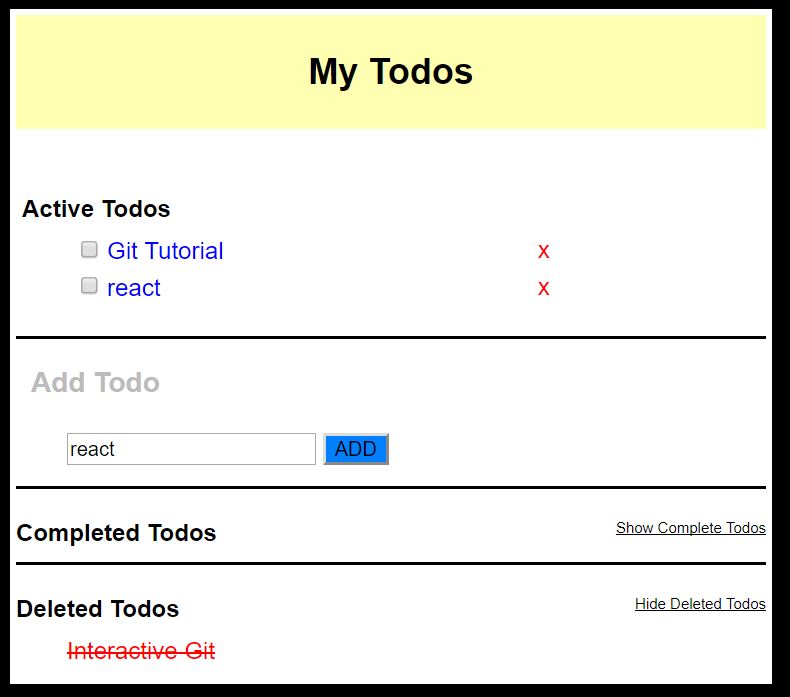 My Todos
Active Todos
Git Tutorial x
react x
Add Todo
react ADD
Completed Todos Show Complete Todos
Deleted Todos Hide Deleted Todos
Interactive Git